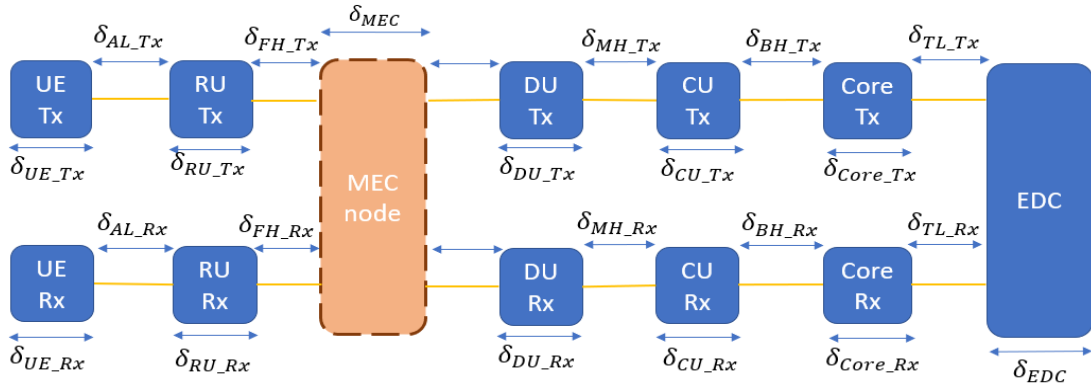 δ_MEC
δ_AL_Tx δ_FH_Tx δ_MH_Tx δ_BH_Tx δ_TL_Tx
UE
Tx
RU
Tx
DU
Tx
CU
Tx
Core
Tx
δ_UE_Tx δ_RU_Tx δ_DU_Tx δ_CU_Tx δ_Core_Tx
MEC
node
EDC
δ_AL_Rx δ_FH_Rx δ_MH_Rx δ_BH_Rx δ_TL_Rx
UE
Rx
RU
Rx
DU
Rx
CU
Rx
Core
Rx
δ_UE_Rx δ_RU_Rx δ_DU_Rx δ_CU_Rx δ_Core_Rx δ_EDC